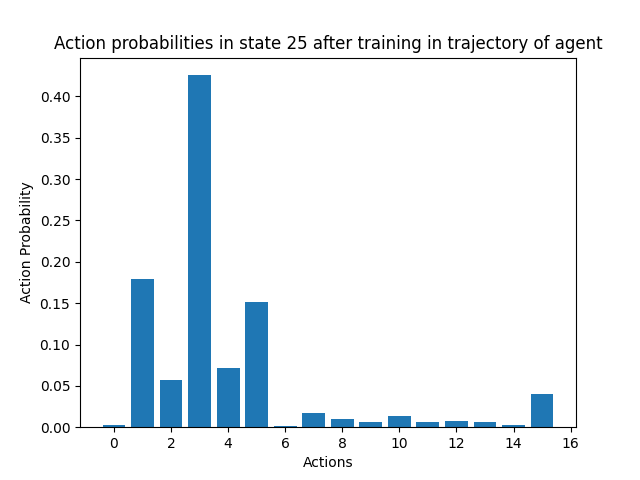 Action probabilities in state 25 after training in trajectory of agent
0.40
0.35
0.30
0.25
0.20
0.15
0.10
0.05
0.00
Action Probability
0 2 4 6 8 10 12 14 16
Actions